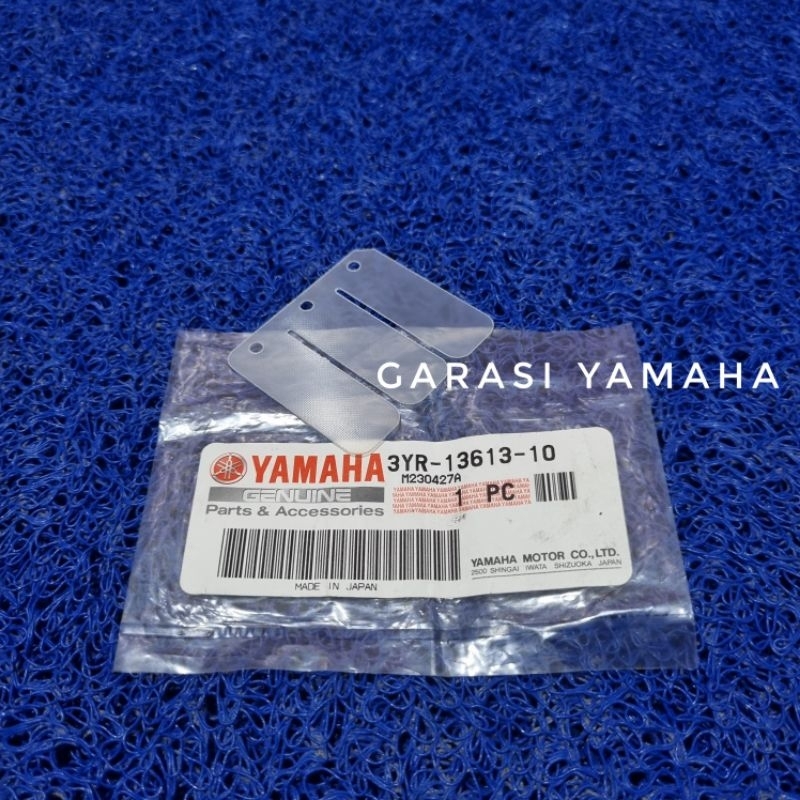 GARASI YAMAHA
YAMAHA 3YR-13613-10
GENUINE M230427A
Parts & Accessories 1 PC
YAMAHA MOTOR CO.,LTD.
2500 SHINGAI IWATA SHIZUOKA JAPAN
MADE IN JAPAN